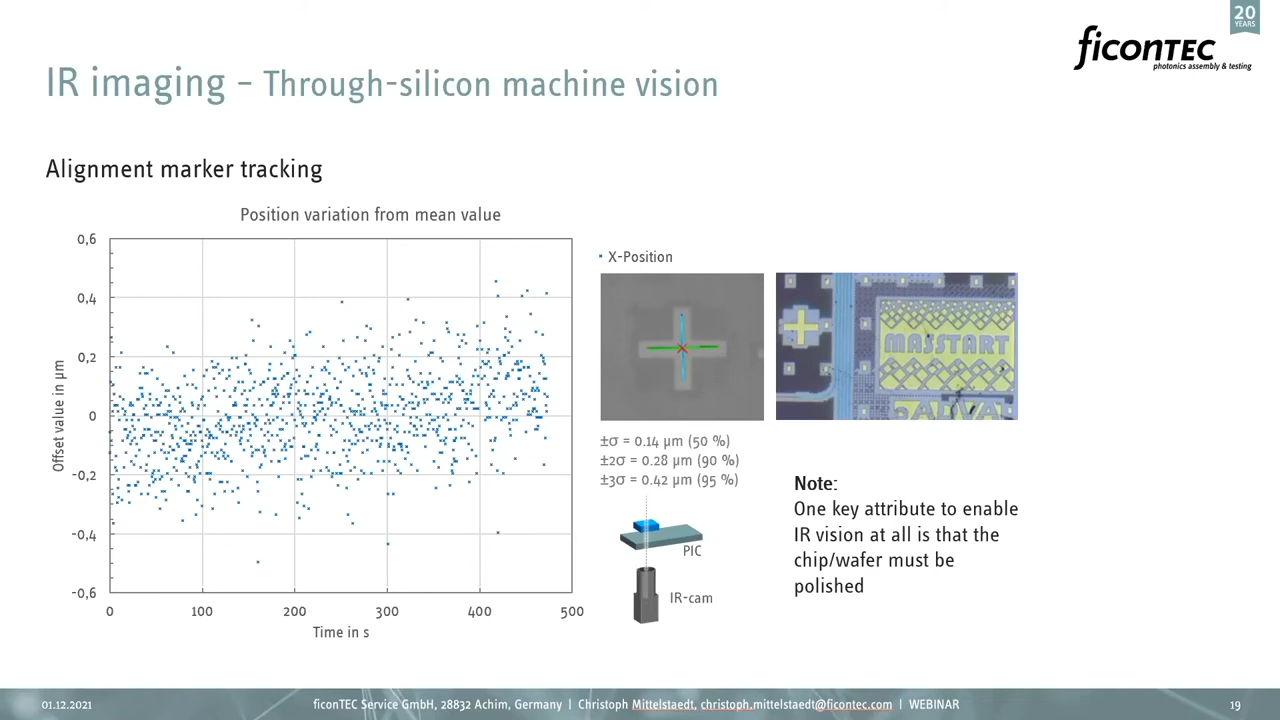 20
YEARS
ficonTEC
photonics assembly & testing
IR imaging – Through-silicon machine vision
Alignment marker tracking
Position variation from mean value
0,6
0,4
0,2
0
-0,2
-0,4
-0,6
Offset value in µm
0 100 200 300 400 500
Time in s
X-Position
MASSTART
±σ = 0.14 µm (50 %)
±2σ = 0.28 µm (90 %)
±3σ = 0.42 µm (95 %)
PIC
IR-cam
Note:
One key attribute to enable
IR vision at all is that the
chip/wafer must be
polished
01.12.2021
ficonTEC Service GmbH, 28832 Achim, Germany | Christoph Mittelstaedt, christoph.mittelstaedt@ficontec.com | WEBINAR
19